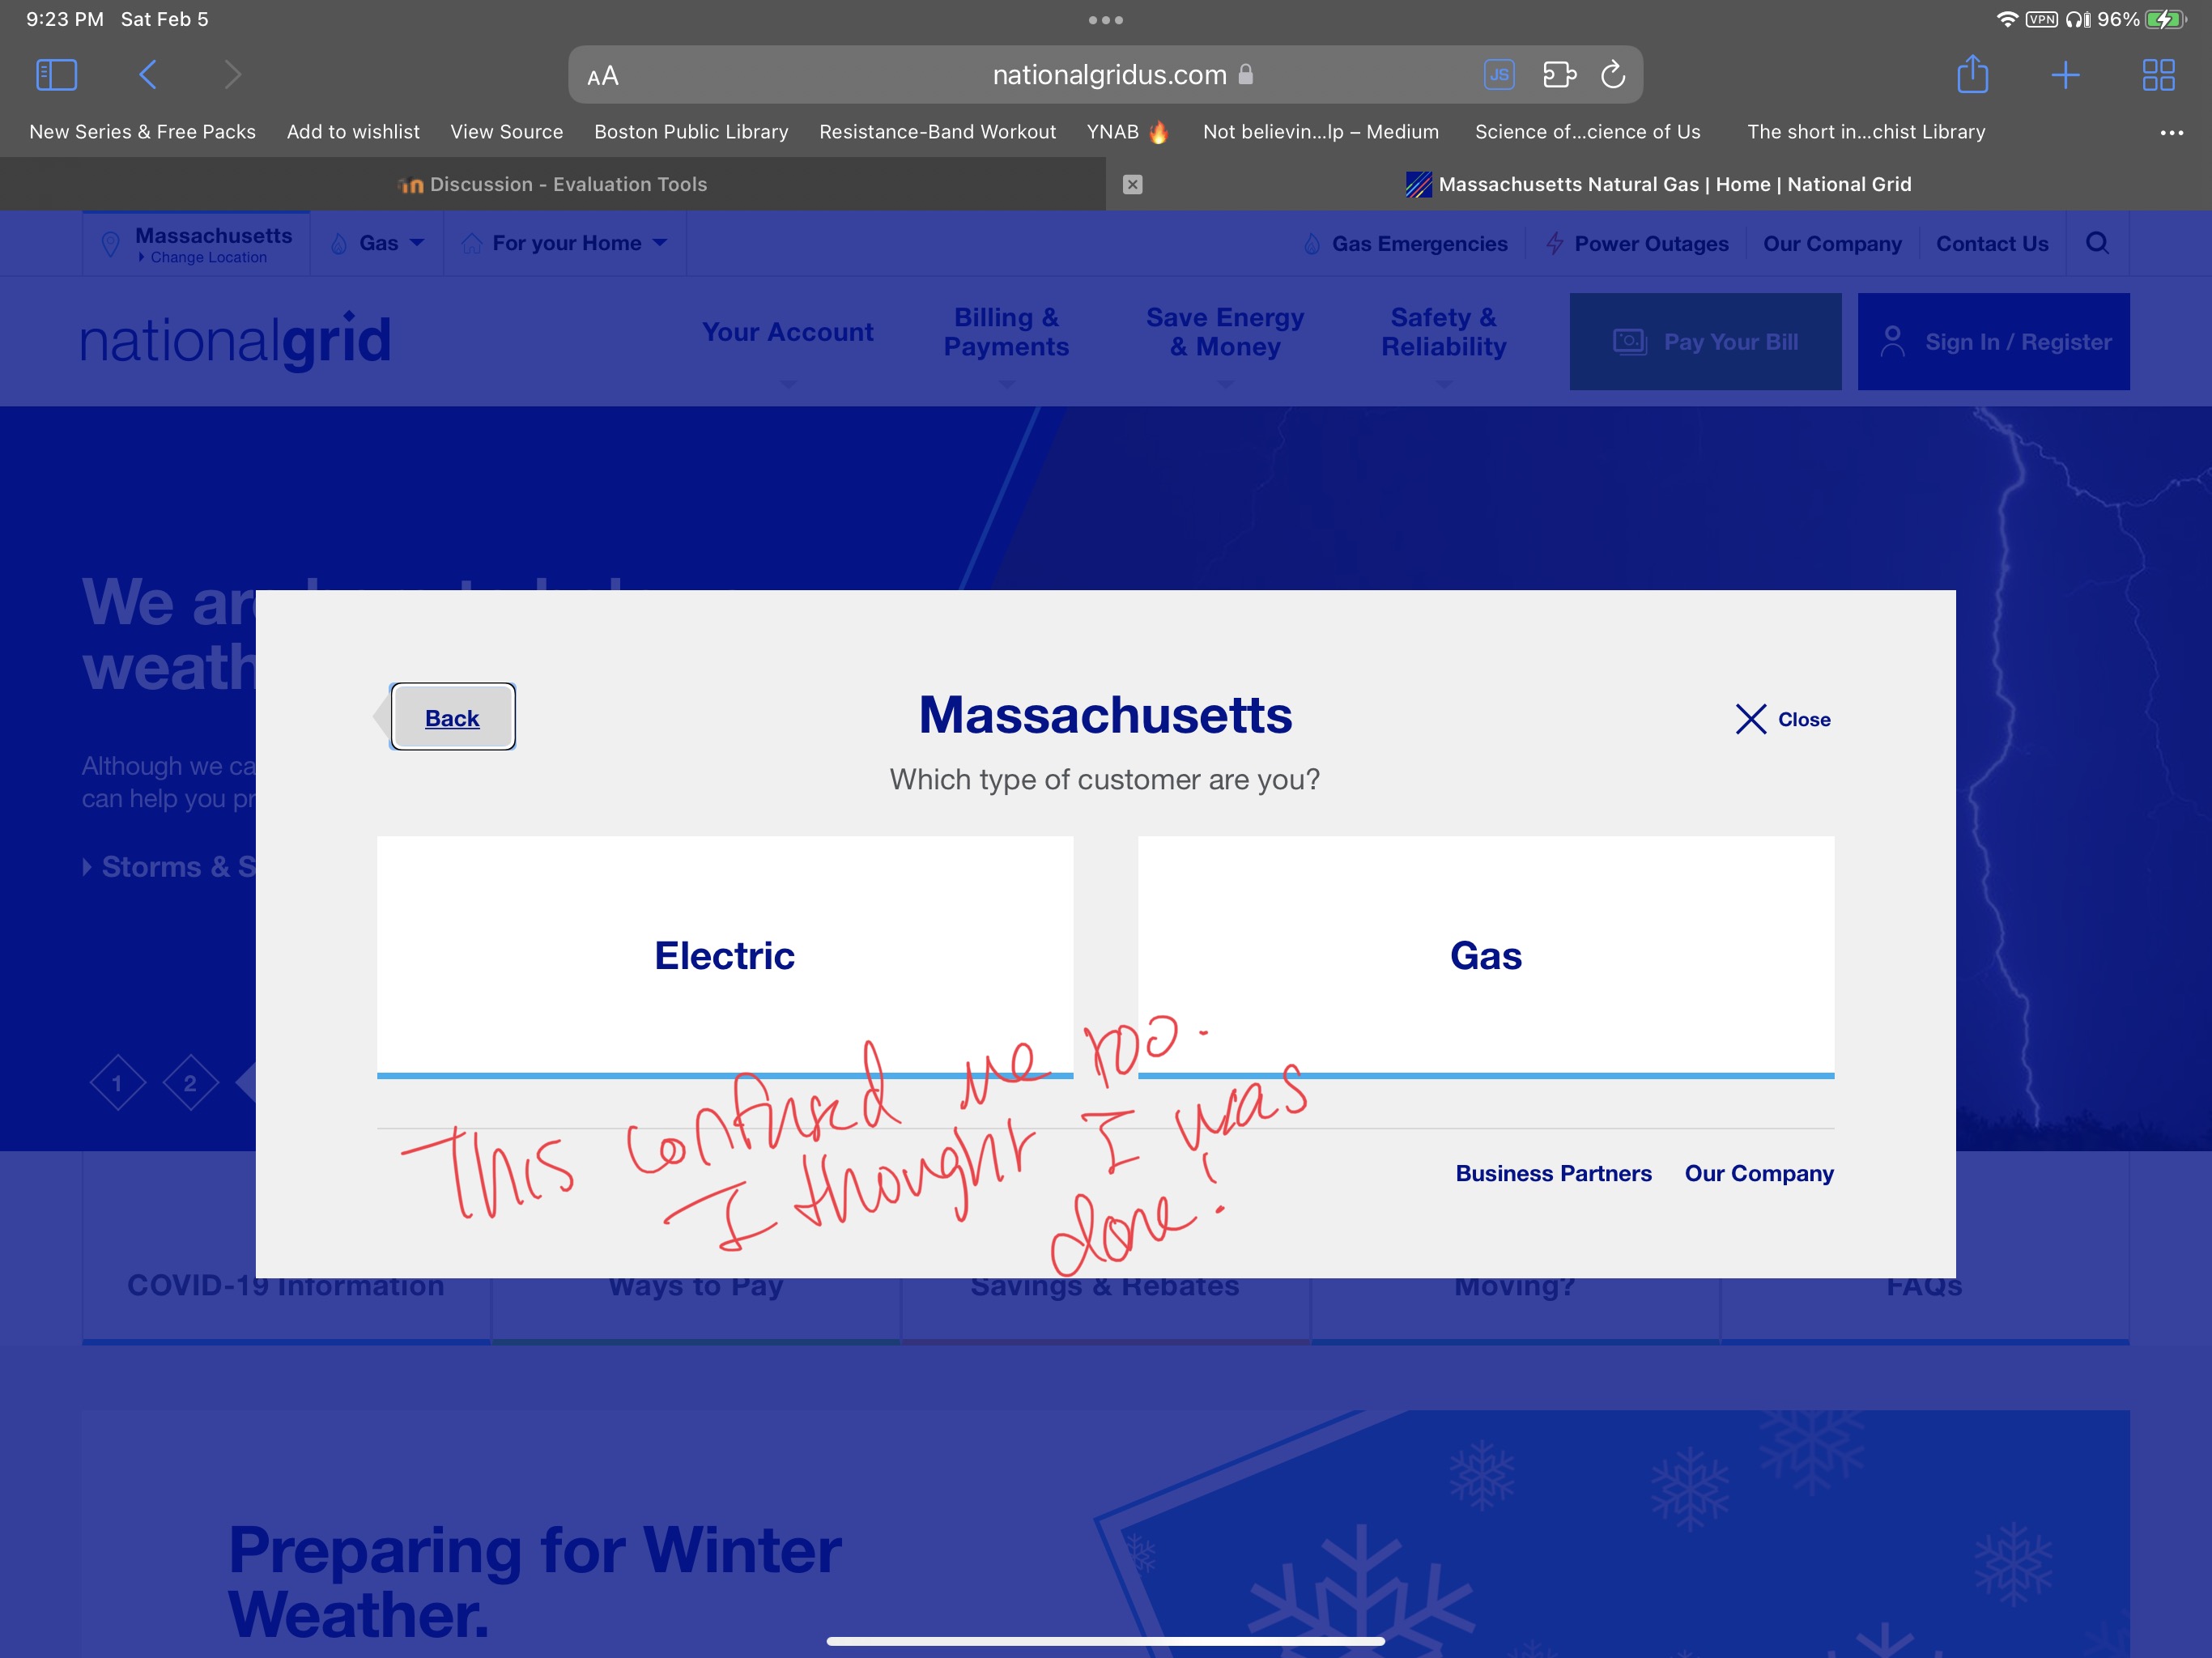 9:23 PM Sat Feb 5
VPN 96%
AA nationalgridus.com JS
New Series & Free Packs Add to wishlist View Source Boston Public Library Resistance-Band Workout YNAB 🔥 Not believin...lp – Medium Science of...cience of Us The short in...chist Library
Discussion - Evaluation Tools
Massachusetts Natural Gas | Home | National Grid
Massachusetts
Change Location
Gas
For your Home
Gas Emergencies
Power Outages
Our Company
Contact Us
nationalgrid
Your Account
Billing &
Payments
Save Energy
& Money
Safety &
Reliability
Pay Your Bill
Sign In / Register
We are
weath
Although we ca
can help you pr
Storms & S
1 2
Back
Massachusetts
Close
Which type of customer are you?
Electric
Gas
This confused me too.
I thought I was
done!
Business Partners Our Company
COVID-19 Information
Ways to Pay
Savings & Rebates
Moving?
FAQs
Preparing for Winter
Weather.